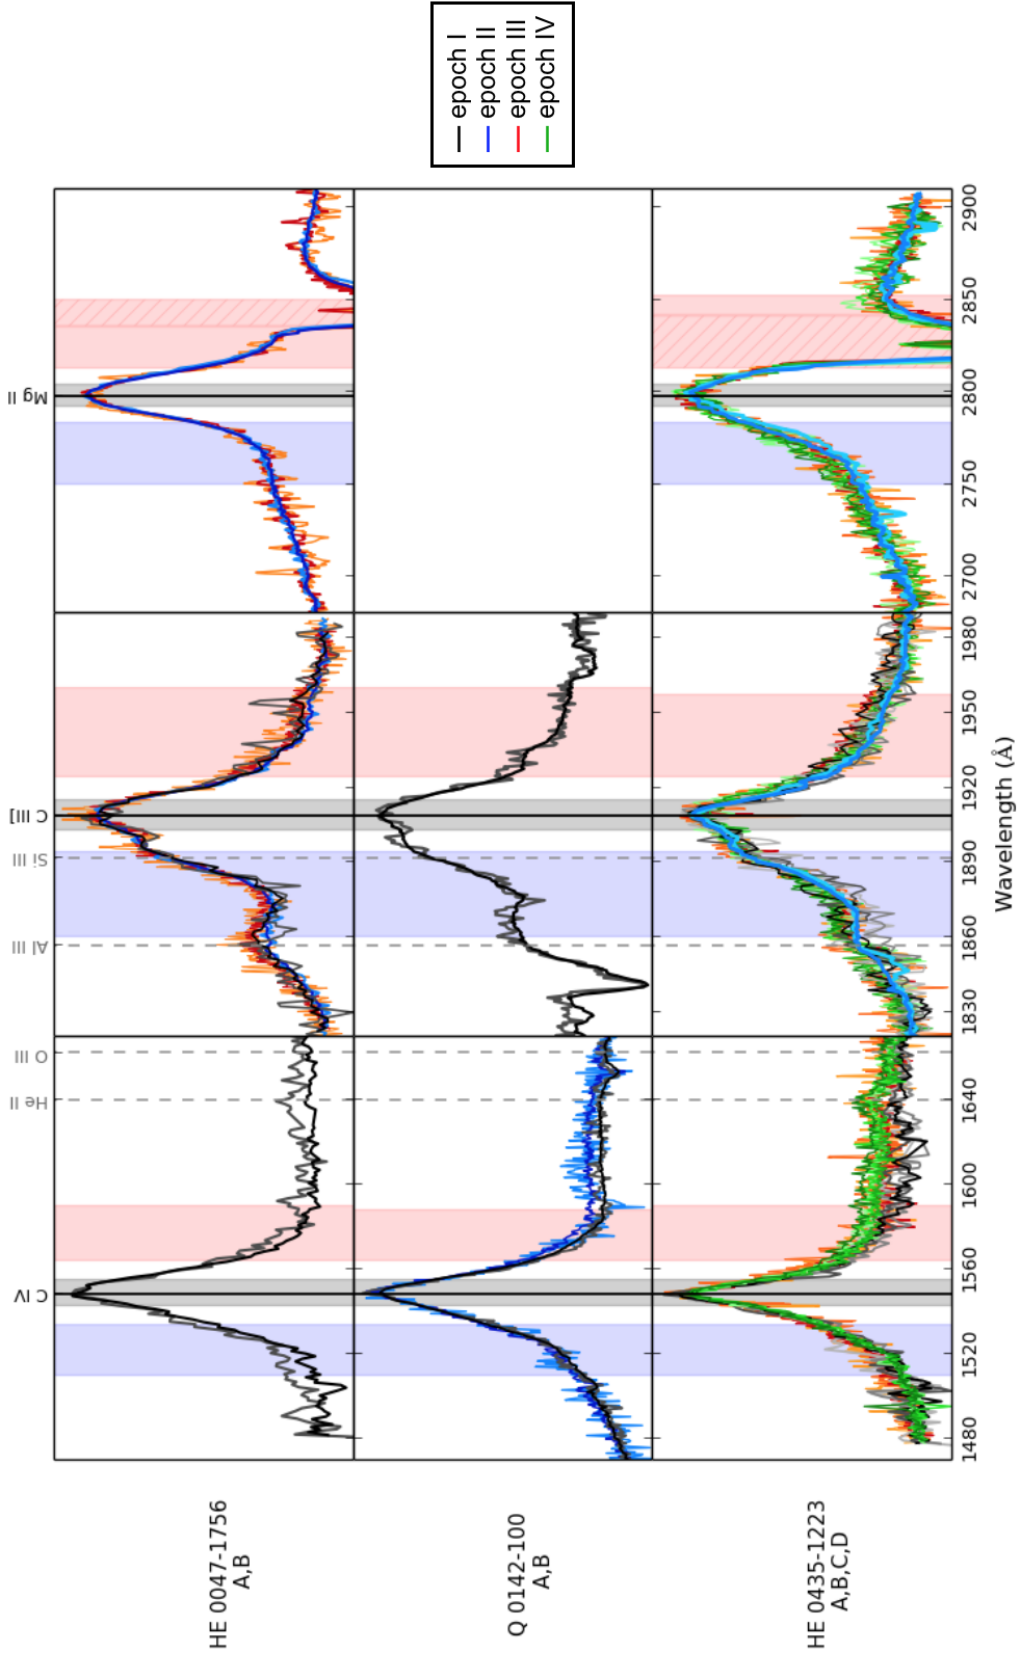 epoch I
epoch II
epoch III
epoch IV
C IV
He II
O III
Al III
Si III
C III]
Mg II
HE 0047-1756
A,B
Q 0142-100
A,B
HE 0435-1223
A,B,C,D
1480 1520 1560 1600 1640 1830 1860 1890 1920 1950 1980 2700 2750 2800 2850 2900
Wavelength (Å)